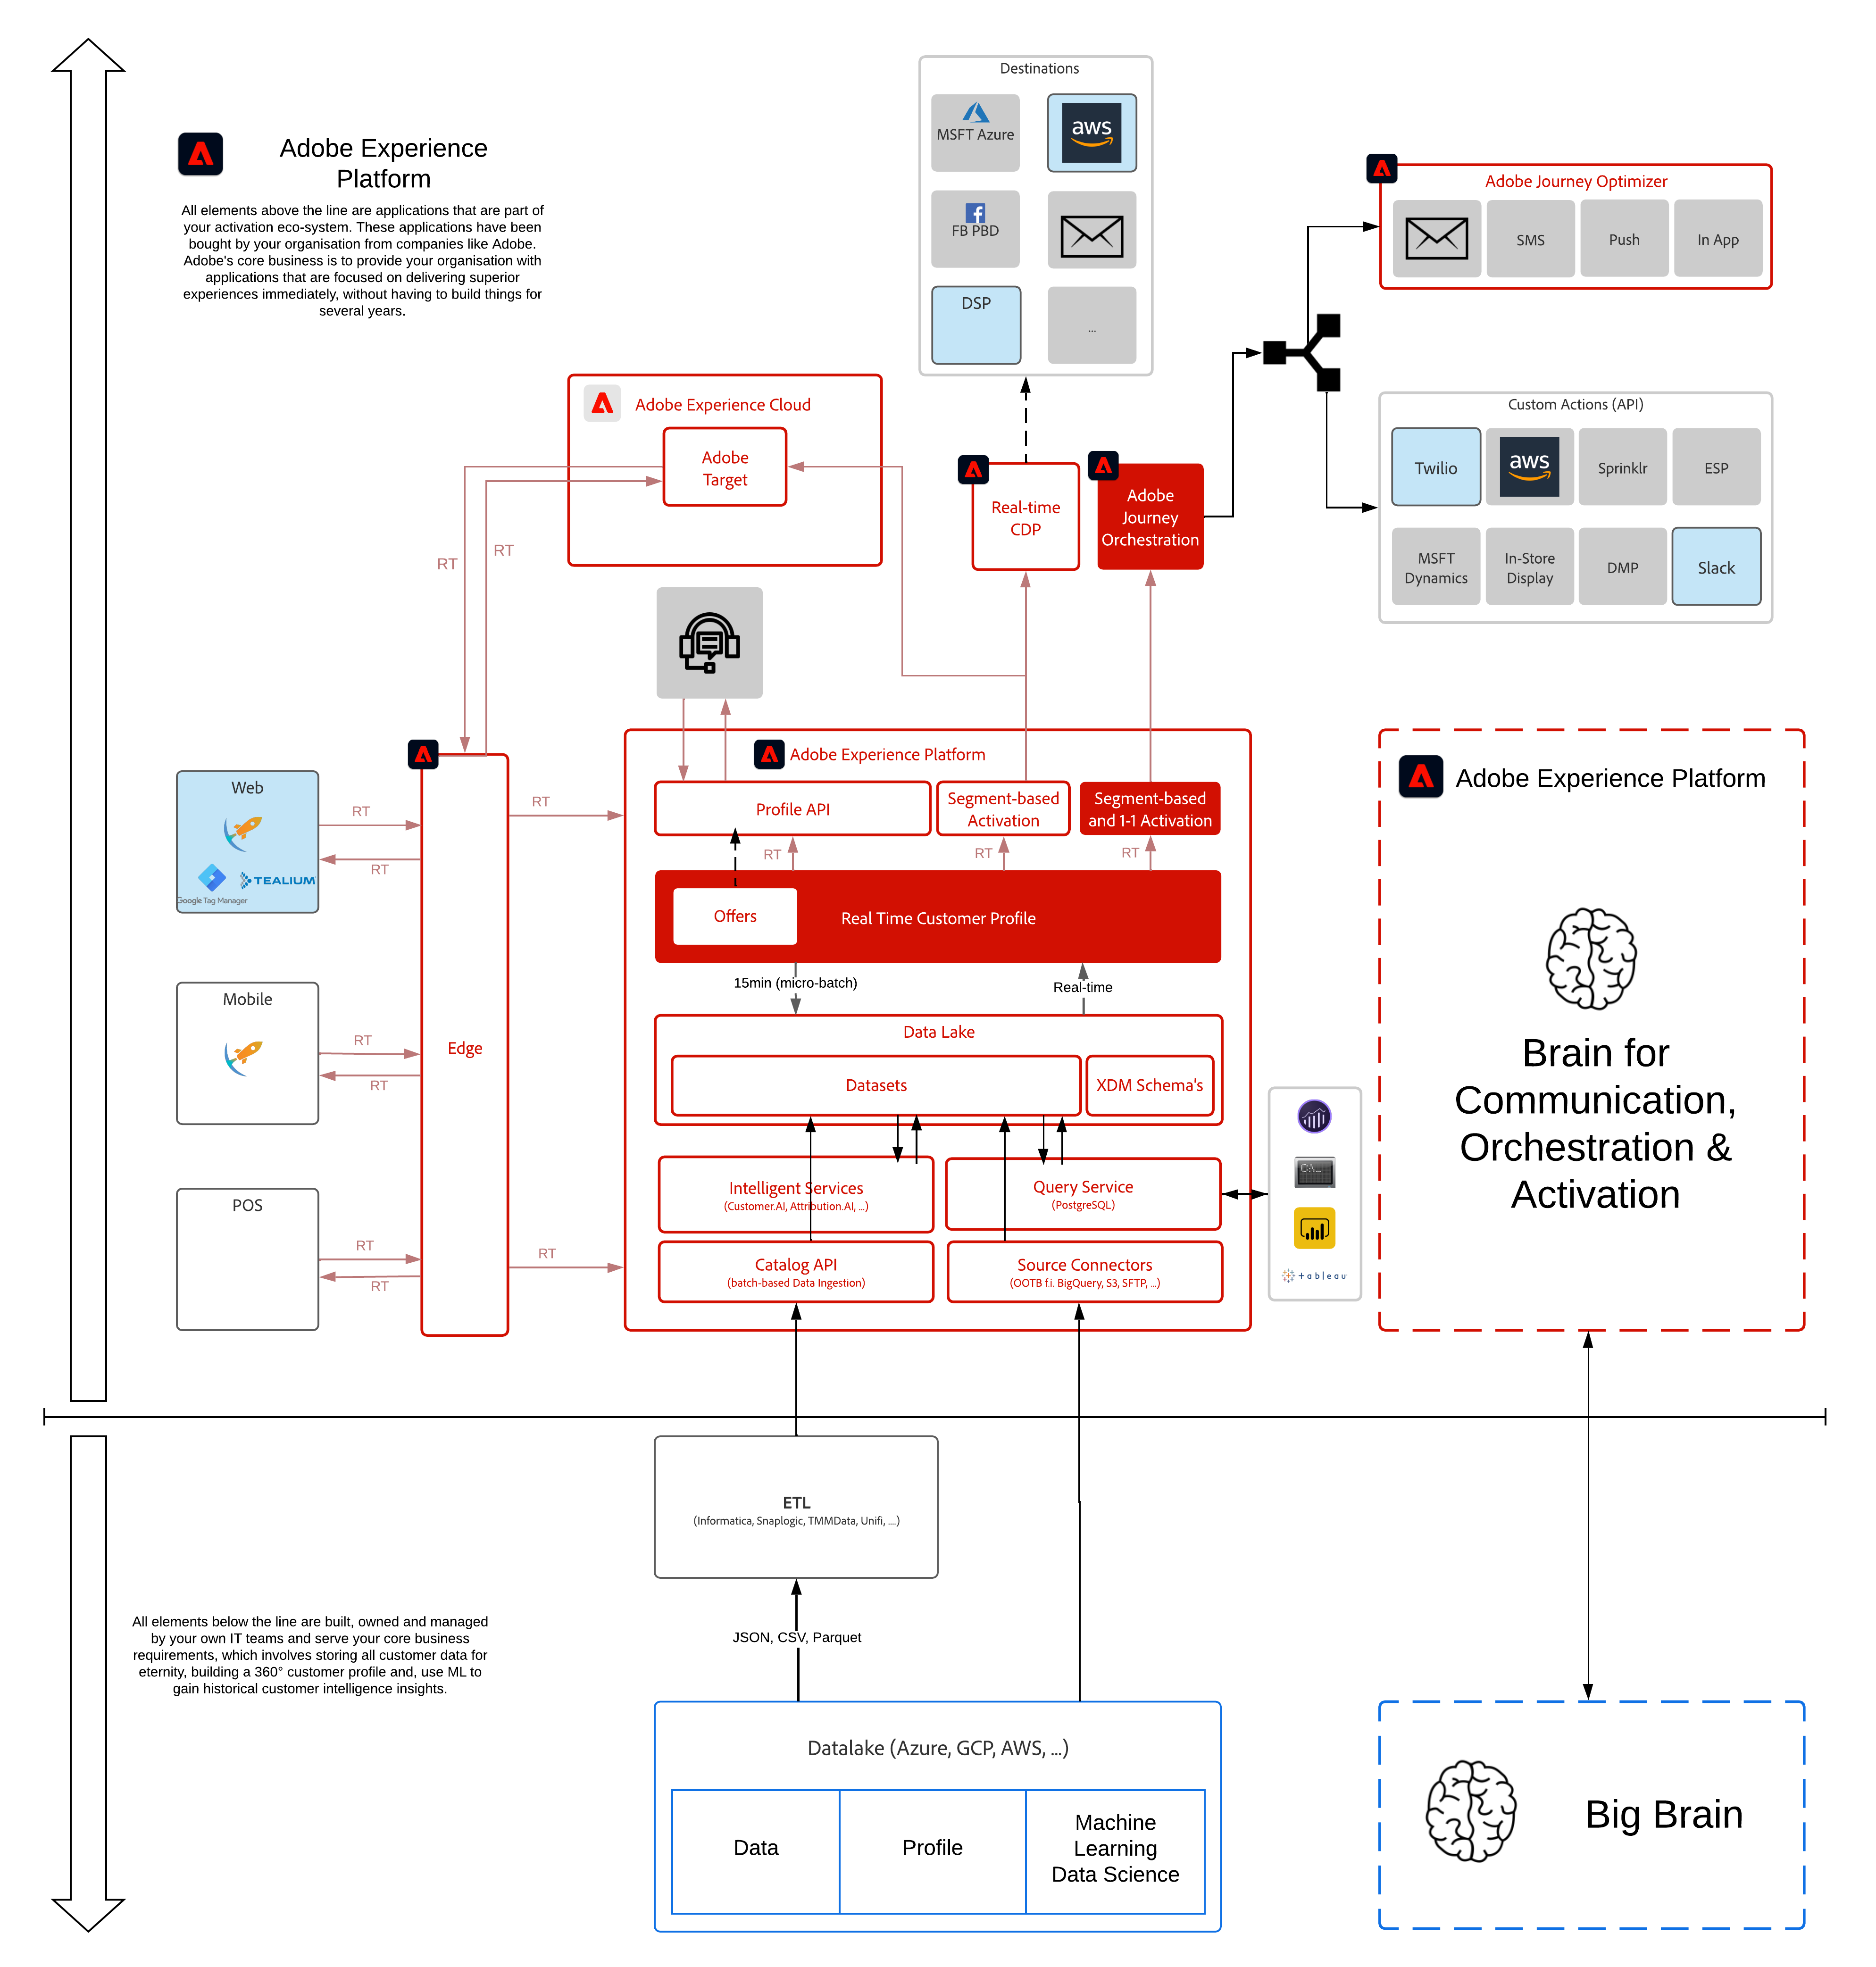 Destinations
MSFT Azure
aws
FB PBD
DSP
...
Adobe Experience
Platform
All elements above the line are applications that are part of
your activation eco-system. These applications have been
bought by your organisation from companies like Adobe.
Adobe's core business is to provide your organisation with
applications that are focused on delivering superior
experiences immediately, without having to build things for
several years.
Adobe Journey Optimizer
SMS
Push
In App
Adobe Experience Cloud
Adobe
Target
Real-time
CDP
Adobe
Journey
Orchestration
Custom Actions (API)
Twilio
aws
Sprinklr
ESP
MSFT
Dynamics
In-Store
Display
DMP
Slack
RT
RT
Web
Google Tag Manager
TEALIUM
RT
RT
Mobile
RT
RT
POS
RT
RT
Edge
RT
RT
Adobe Experience Platform
Profile API
Segment-based
Activation
Segment-based
and 1-1 Activation
RT
RT
RT
Offers
Real Time Customer Profile
15min (micro-batch)
Real-time
Data Lake
Datasets
XDM Schema's
Intelligent Services
(Customer.AI, Attribution.AI, ...)
Query Service
(PostgreSQL)
Catalog API
(batch-based Data Ingestion)
Source Connectors
(OOTB f.i. BigQuery, S3, SFTP, ...)
C:\._
+ a b l e a u
Adobe Experience Platform
Brain for
Communication,
Orchestration &
Activation
ETL
(Informatica, Snaplogic, TMMData, Unifi, ....)
JSON, CSV, Parquet
All elements below the line are built, owned and managed
by your own IT teams and serve your core business
requirements, which involves storing all customer data for
eternity, building a 360° customer profile and, use ML to
gain historical customer intelligence insights.
Datalake (Azure, GCP, AWS, ...)
Data
Profile
Machine
Learning
Data Science
Big Brain